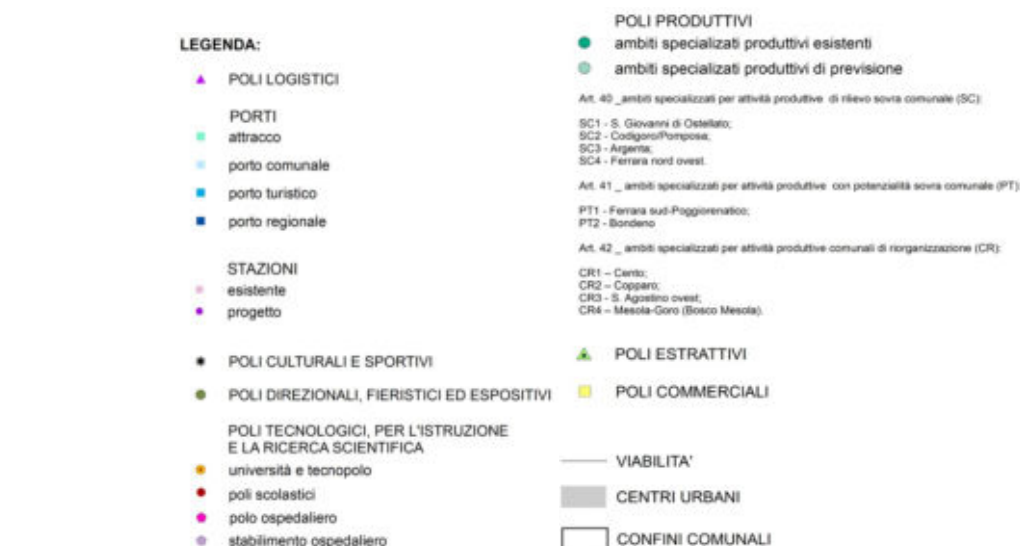 LEGENDA:
POLI LOGISTICI
PORTI
attracco
porto comunale
porto turistico
porto regionale
STAZIONI
esistente
progetto
POLI CULTURALI E SPORTIVI
POLI DIREZIONALI, FIERISTICI ED ESPOSITIVI
POLI TECNOLOGICI, PER L'ISTRUZIONE
E LA RICERCA SCIENTIFICA
università e tecnopolo
poli scolastici
polo ospedaliero
stabilimento ospedaliero
POLI PRODUTTIVI
ambiti specializzati produttivi esistenti
ambiti specializzati produttivi di previsione
Art. 40 _ambiti specializzati per attività produttive di rilievo sovra comunale (SC):
SC1 - S. Giovanni di Ostellato;
SC2 - Codigoro/Pomposa;
SC3 - Argenta;
SC4 - Ferrara nord ovest.
Art. 41 _ ambiti specializzati per attività produttive con potenzialità sovra comunale (PT)
PT1 - Ferrara sud-Poggiorenatico;
PT2 - Bondeno
Art. 42 _ ambiti specializzati per attività produttive comunali di riorganizzazione (CR):
CR1 – Cento;
CR2 – Copparo;
CR3 - S. Agostino ovest;
CR4 – Mesola-Goro (Bosco Mesola).
POLI ESTRATTIVI
POLI COMMERCIALI
VIABILITA'
CENTRI URBANI
CONFINI COMUNALI